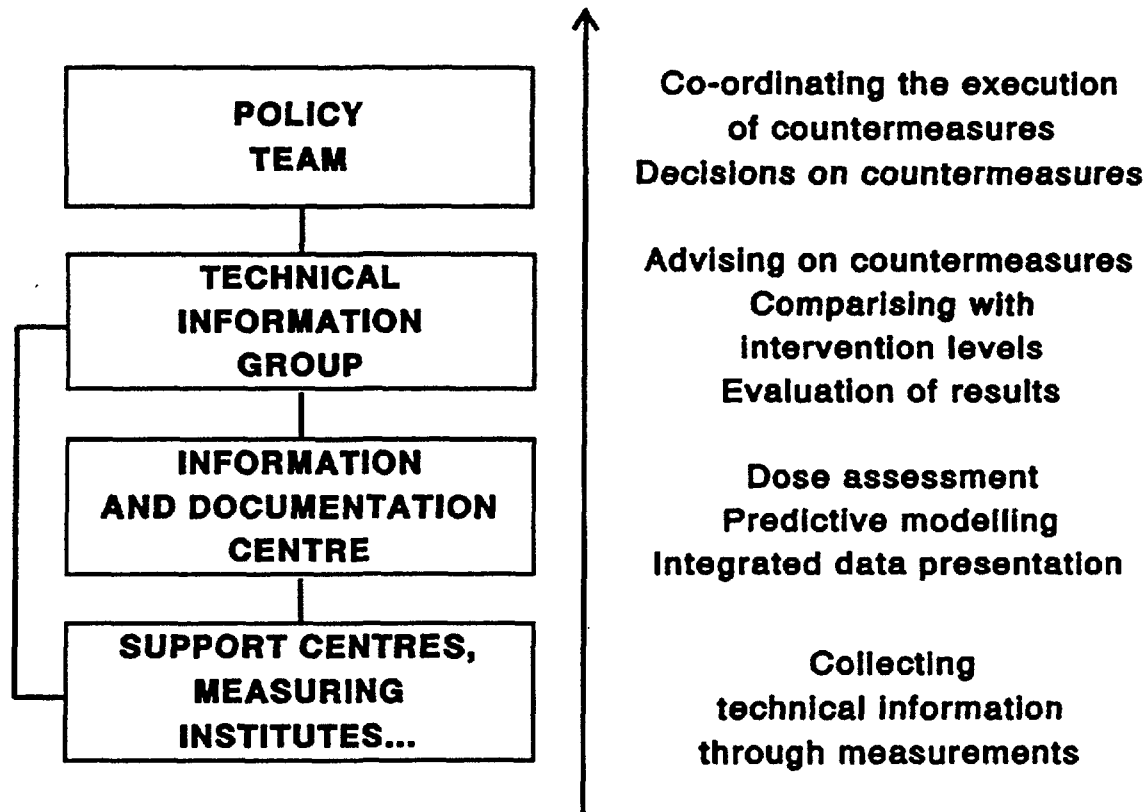 POLICY
TEAM
Co-ordinating the execution
of countermeasures
Decisions on countermeasures
TECHNICAL
INFORMATION
GROUP
Advising on countermeasures
Comparising with
intervention levels
Evaluation of results
INFORMATION
AND DOCUMENTATION
CENTRE
Dose assessment
Predictive modelling
Integrated data presentation
SUPPORT CENTRES,
MEASURING
INSTITUTES...
Collecting
technical information
through measurements